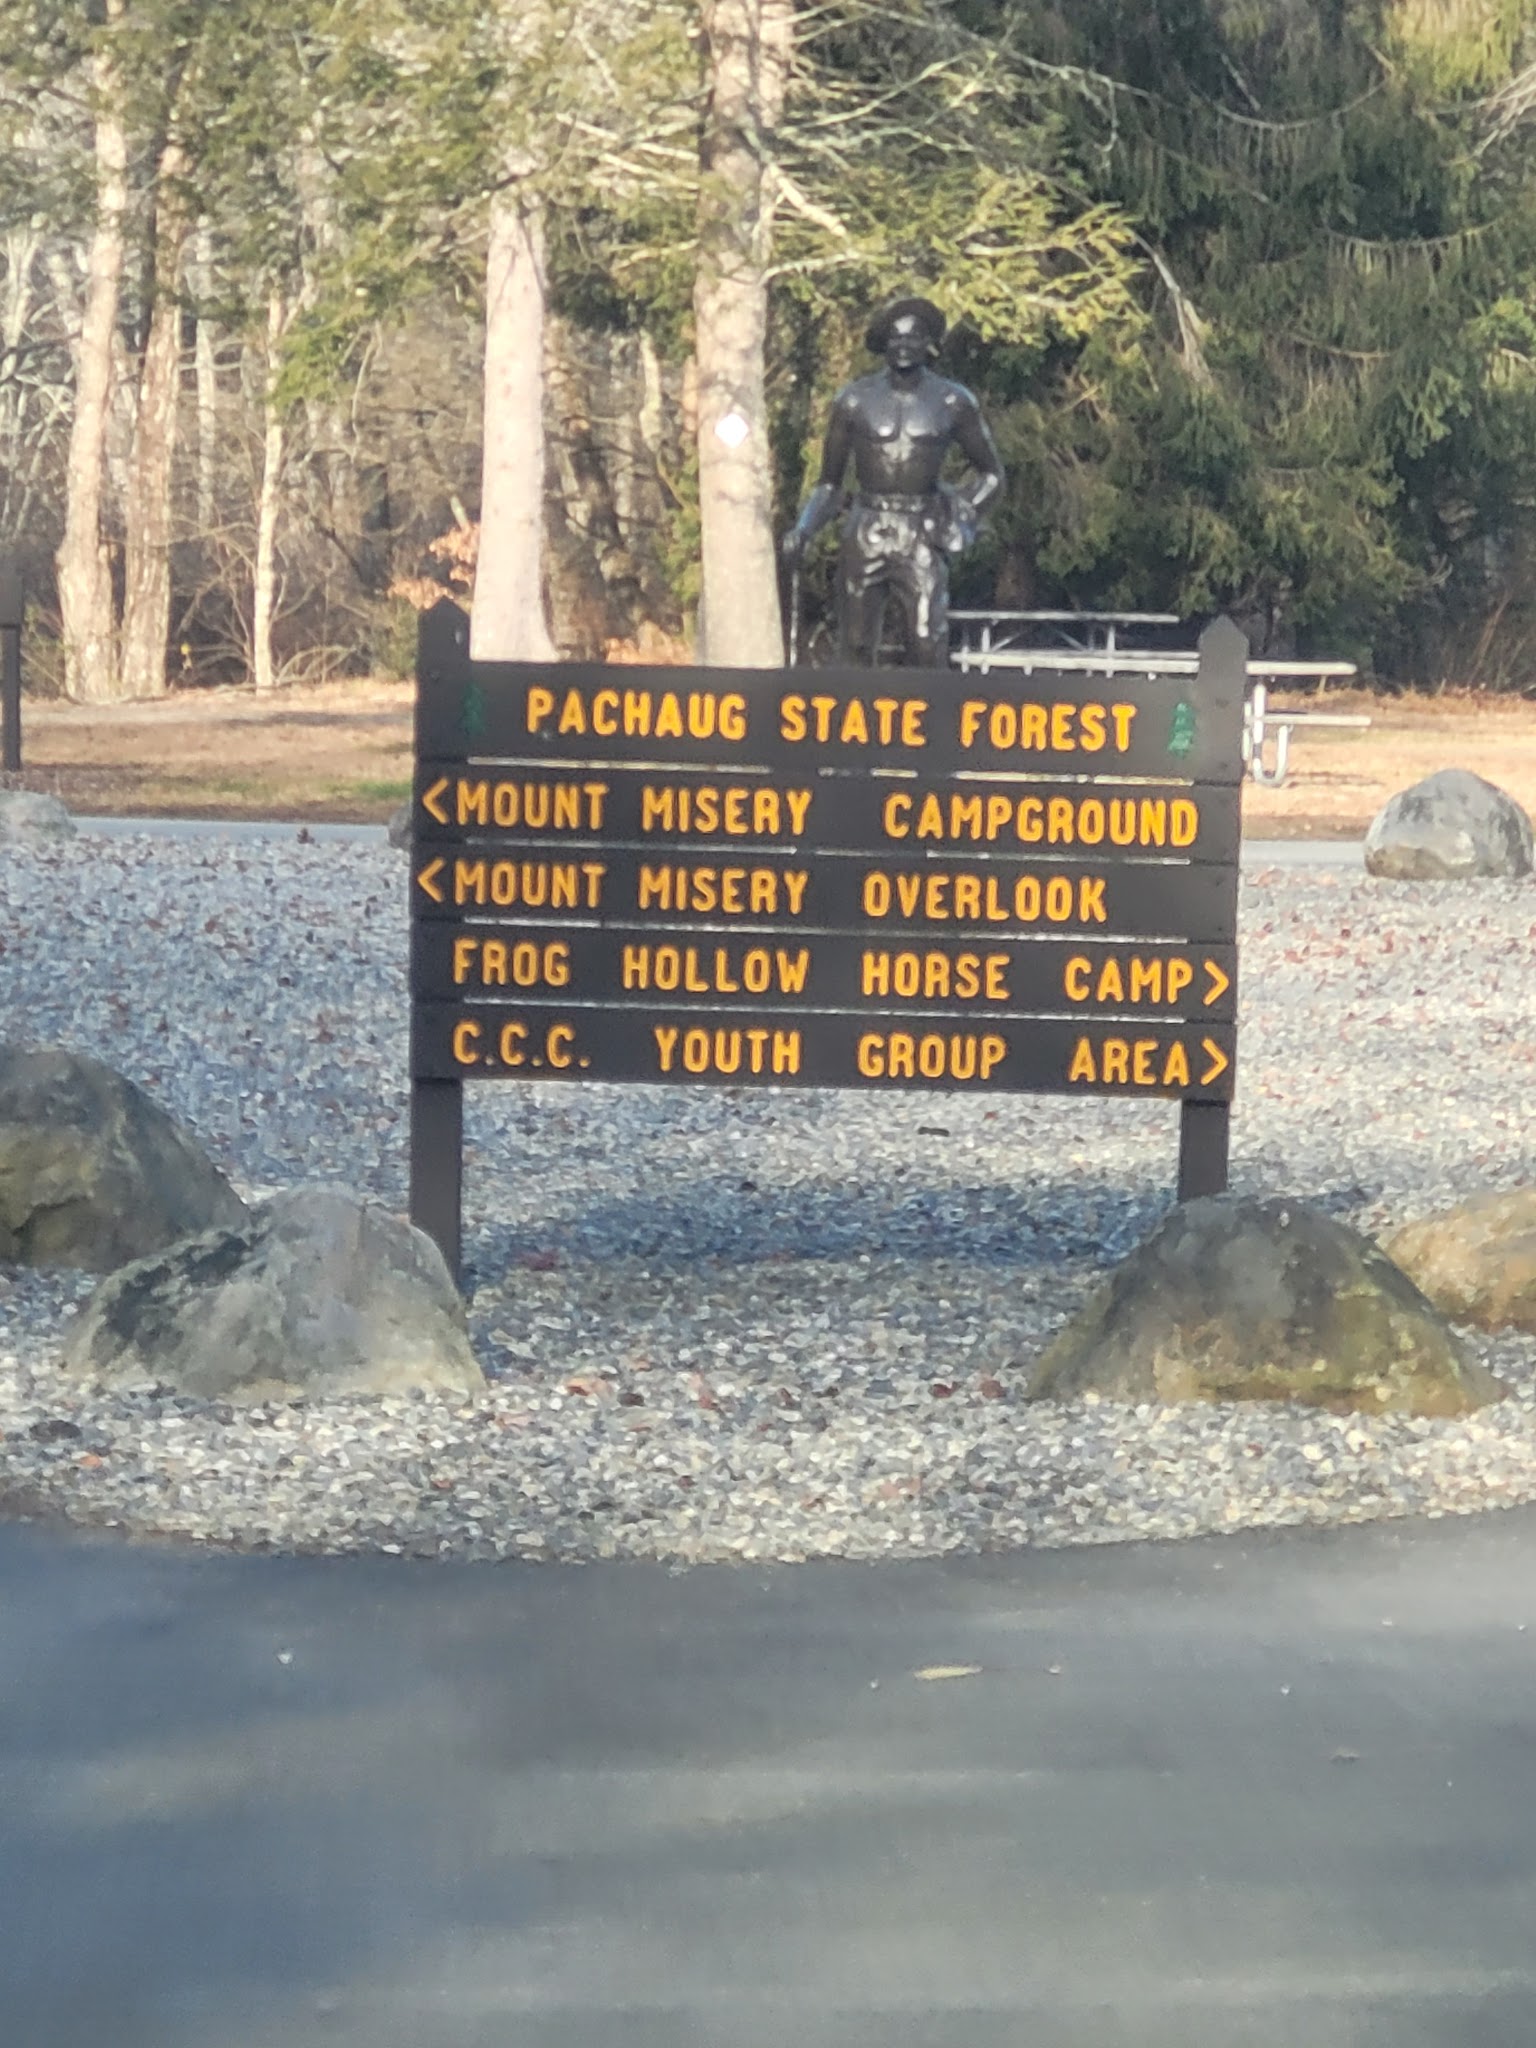 PACHAUG STATE FOREST
<MOUNT MISERY CAMPGROUND
<MOUNT MISERY OVERLOOK
FROG HOLLOW HORSE CAMP>
C.C.C. YOUTH GROUP AREA>